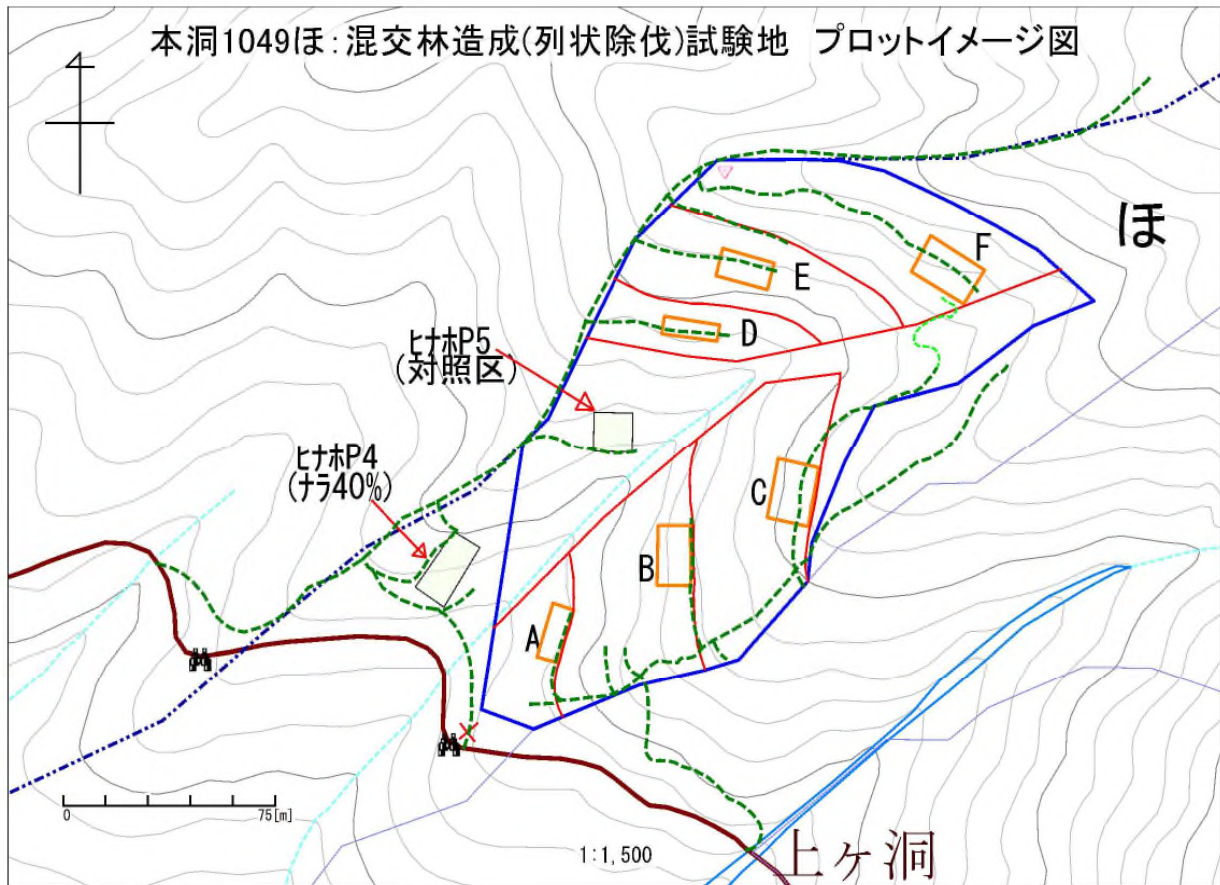 本洞1049ほ:混交林造成(列状除伐)試験地 プロットイメージ図
ほ
F
E
D
ヒナホP5
(対照区)
ヒナホP4
(ナラ40%)
C
B
A
0 75[m]
1:1,500
上ヶ洞